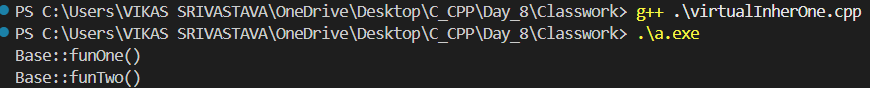 PS C:\Users\VIKAS SRIVASTAVA\OneDrive\Desktop\C_CPP\Day_8\Classwork> g++ .\virtualInherOne.cpp
PS C:\Users\VIKAS SRIVASTAVA\OneDrive\Desktop\C_CPP\Day_8\Classwork> .\a.exe
Base::funOne()
Base::funTwo()